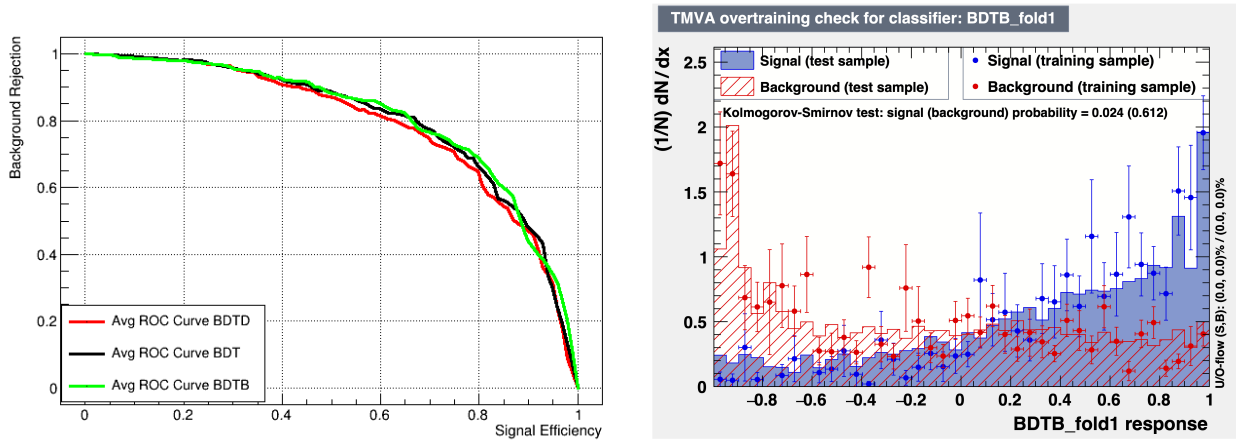 Background Rejection
1
0.8
0.6
0.4
0.2
0
0 0.2 0.4 0.6 0.8 1
Signal Efficiency
Avg ROC Curve BDTD
Avg ROC Curve BDT
Avg ROC Curve BDTB
TMVA overtraining check for classifier: BDTB_fold1
(1/N) dN / dx
2.5
2
1.5
1
0.5
0
Signal (test sample)
Background (test sample)
Signal (training sample)
Background (training sample)
Kolmogorov-Smirnov test: signal (background) probability = 0.024 (0.612)
−0.8 −0.6 −0.4 −0.2 0 0.2 0.4 0.6 0.8 1
BDTB_fold1 response
U/O-flow (S,B): (0.0, 0.0)% / (0.0, 0.0)%